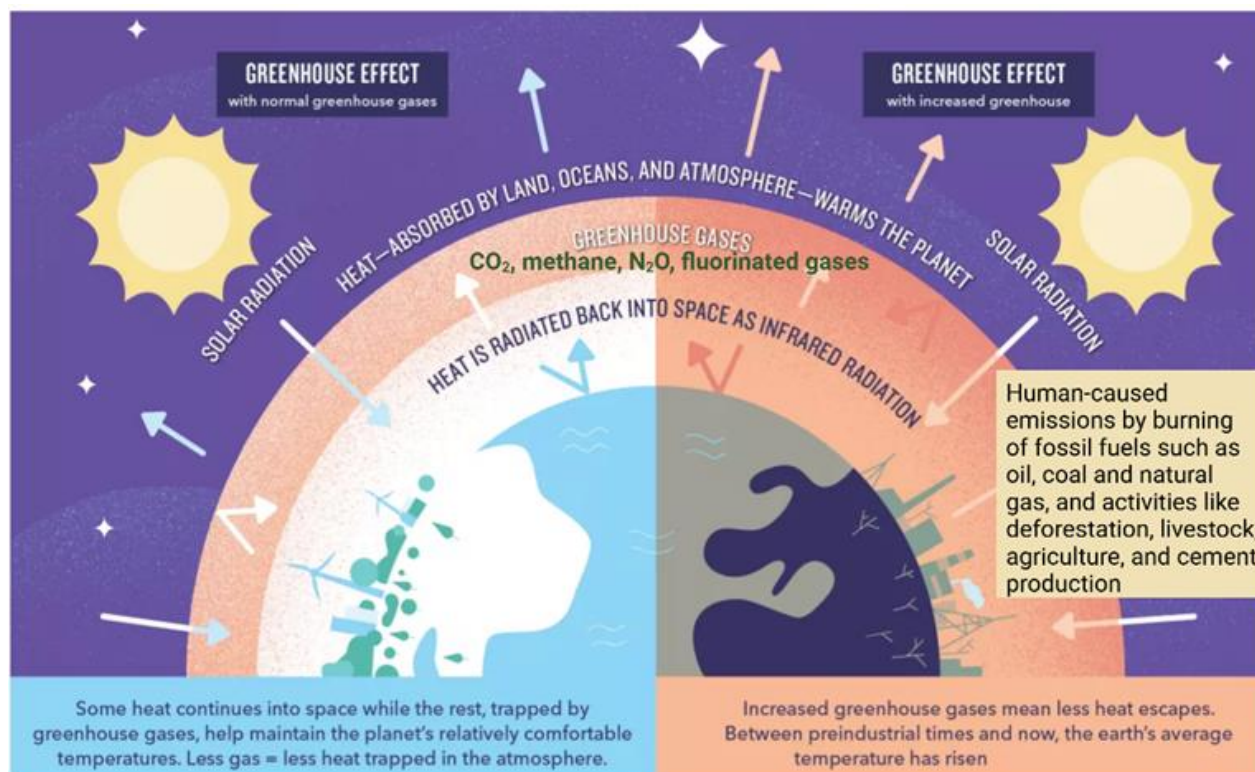 GREENHOUSE EFFECT
with normal greenhouse gases
GREENHOUSE EFFECT
with increased greenhouse
SOLAR RADIATION
HEAT—ABSORBED BY LAND, OCEANS, AND ATMOSPHERE—WARMS THE PLANET
SOLAR RADIATION
GREENHOUSE GASES
CO₂, methane, N₂O, fluorinated gases
HEAT IS RADIATED BACK INTO SPACE AS INFRARED RADIATION
Human-caused
emissions by burning
of fossil fuels such as
oil, coal and natural
gas, and activities like
deforestation, livestock
agriculture, and cement
production
Some heat continues into space while the rest, trapped by
greenhouse gases, help maintain the planet's relatively comfortable
temperatures. Less gas = less heat trapped in the atmosphere.
Increased greenhouse gases mean less heat escapes.
Between preindustrial times and now, the earth's average
temperature has risen